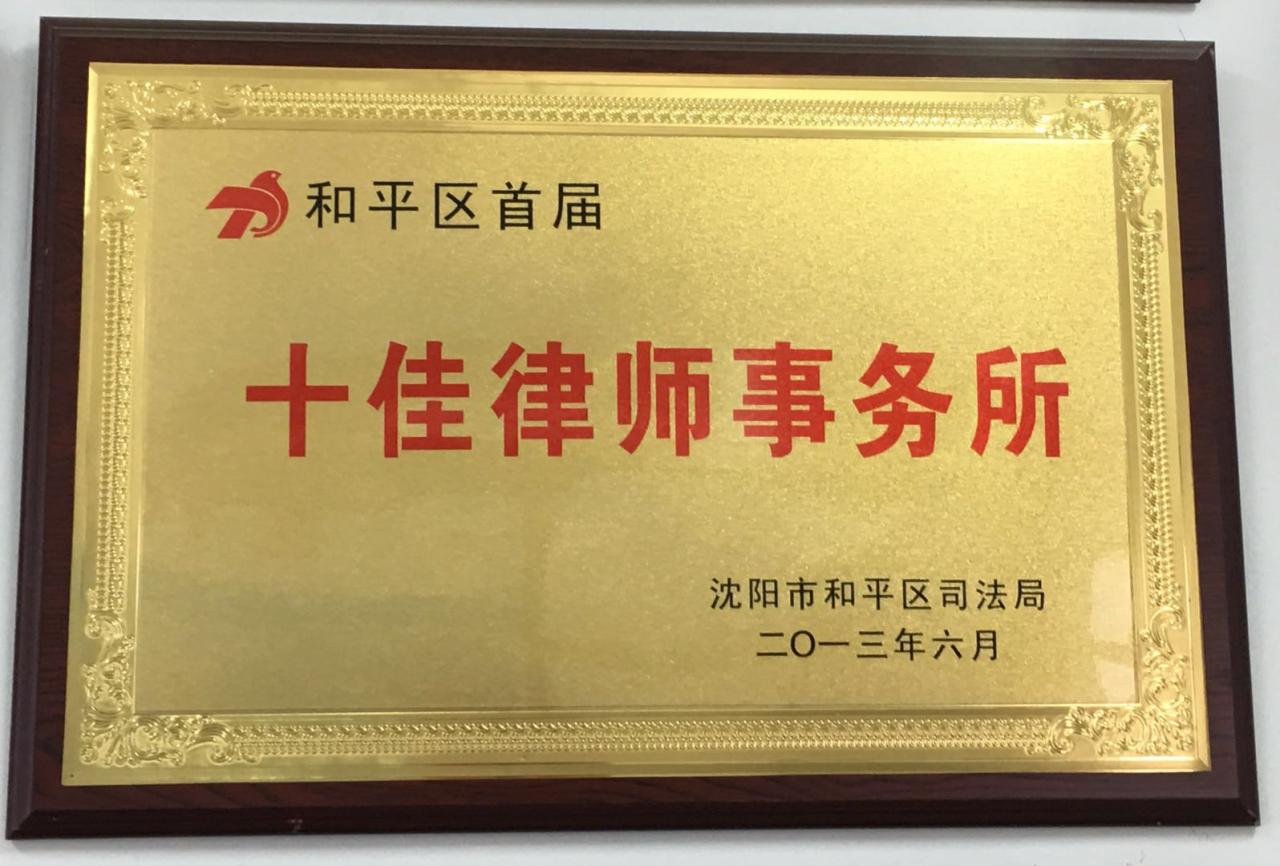 和平区首届
十佳律师事务所
沈阳市和平区司法局
二〇一三年六月